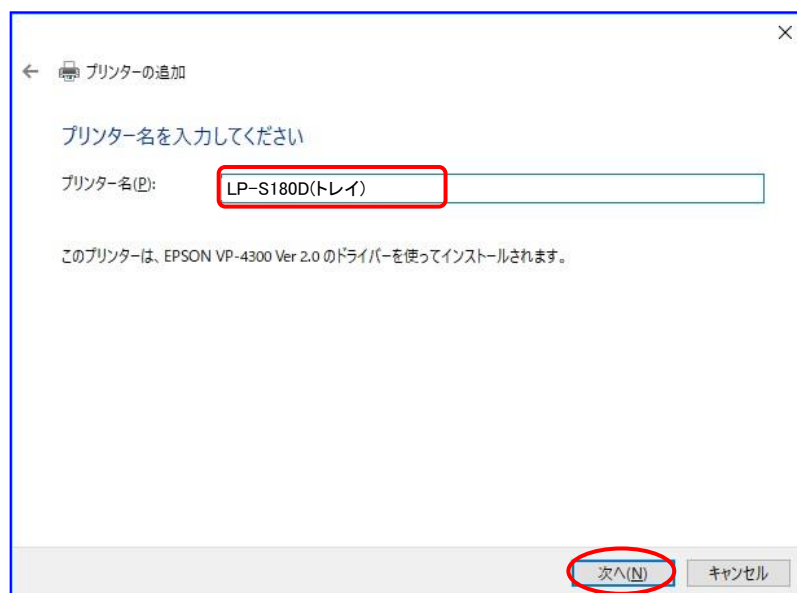 プリンターの追加
プリンター名を入力してください
プリンター名(P): LP-S180D(トレイ)
このプリンターは、EPSON VP-4300 Ver 2.0 のドライバーを使ってインストールされます。
次へ(N) キャンセル